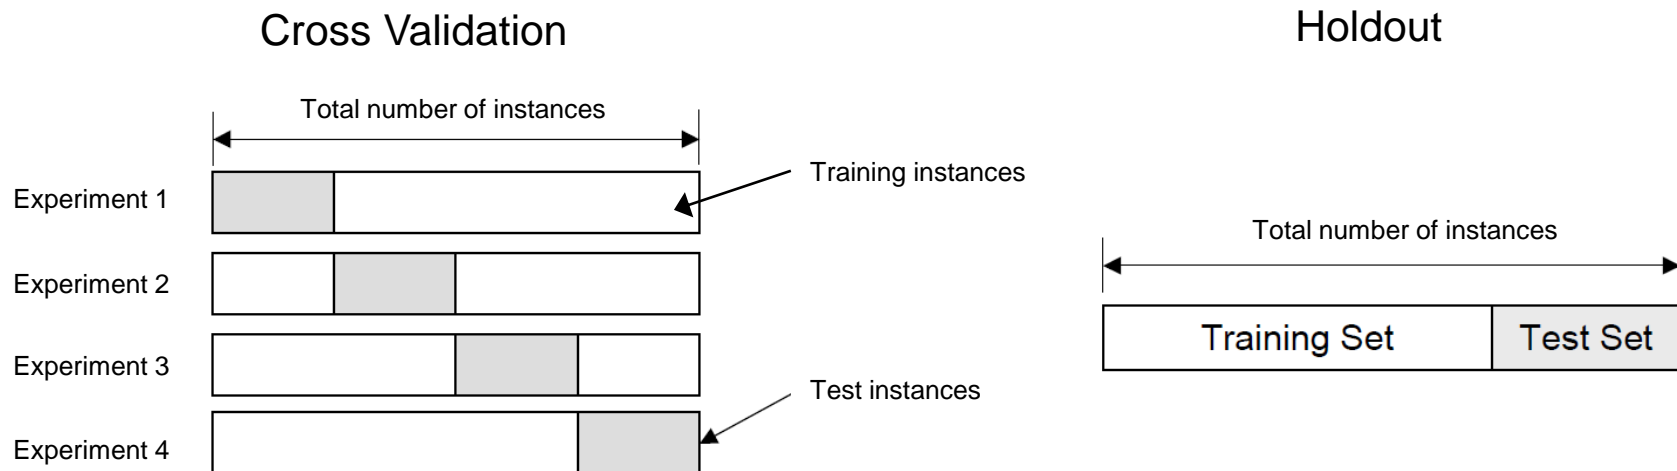 Cross Validation
Total number of instances
Experiment 1
Training instances
Experiment 2
Experiment 3
Test instances
Experiment 4
Holdout
Total number of instances
Training Set
Test Set